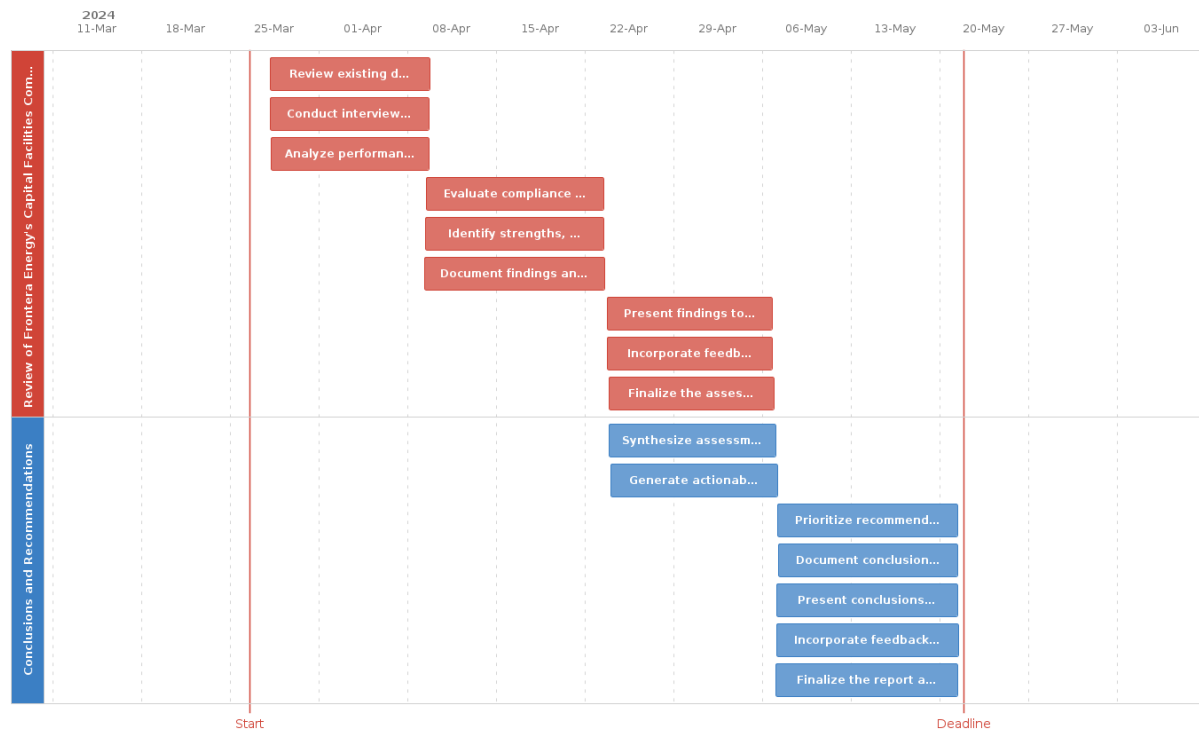 2024
11-Mar
18-Mar
25-Mar
01-Apr
08-Apr
15-Apr
22-Apr
29-Apr
06-May
13-May
20-May
27-May
03-Jun
Review of Frontera Energy's Capital Facilities Com...
Review existing d...
Conduct interview...
Analyze performan...
Evaluate compliance ...
Identify strengths, ...
Document findings an...
Present findings to...
Incorporate feedb...
Finalize the asses...
Conclusions and Recommendations
Synthesize assessm...
Generate actionab...
Prioritize recommend...
Document conclusion...
Present conclusions...
Incorporate feedback...
Finalize the report a...
Start
Deadline